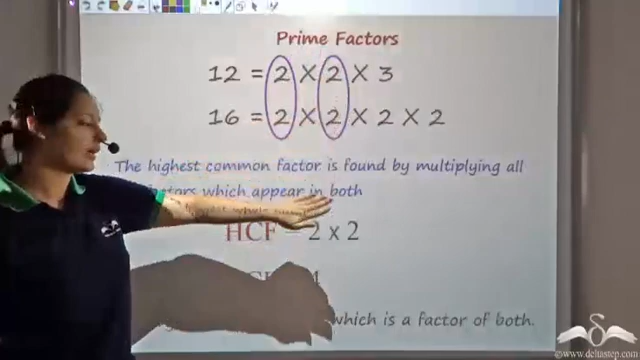 Prime Factors
12 = 2 X 2 X 3
16 = 2 X 2 X 2 X 2
The highest common factor is found by multiplying all
factors which appear in both
HCF = 2 x 2
which is a factor of both.
©www.deltastep.com